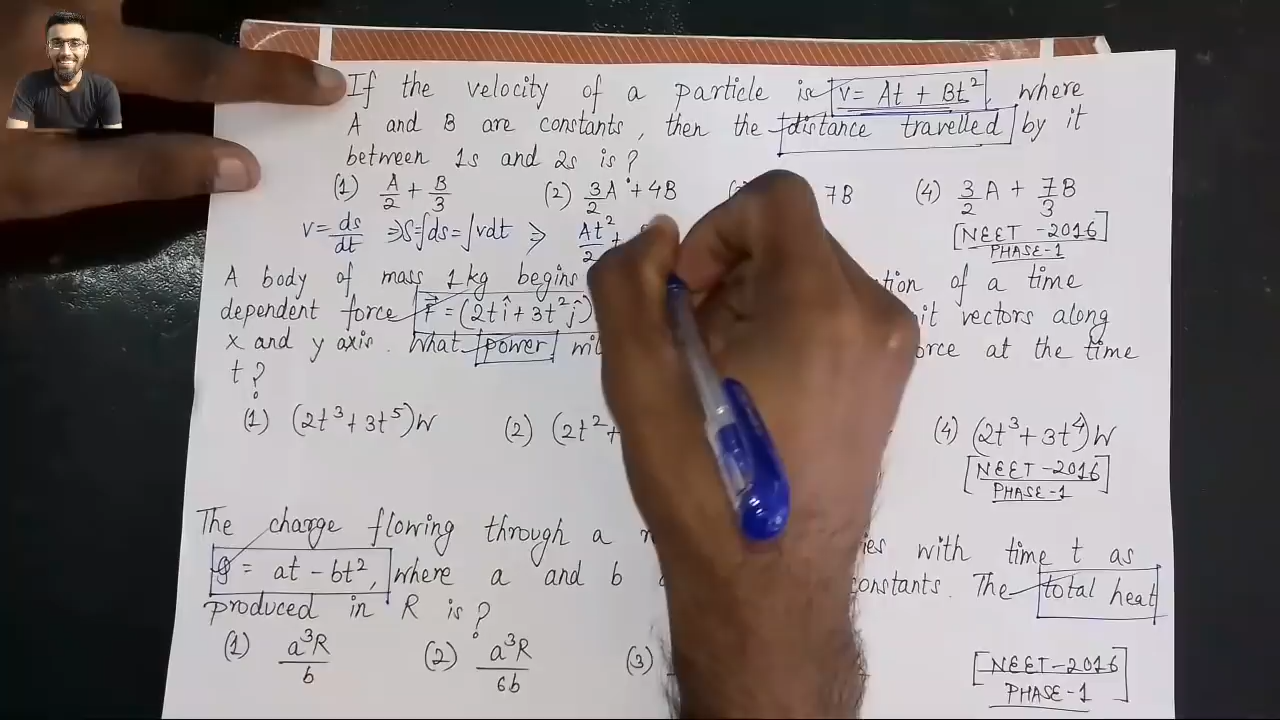 If the velocity of a particle is v = At + Bt², where
A and B are constants, then the distance travelled by it
between 1s and 2s is?
(1) A/2 + B/3 (2) 3/2 A + 4B 7B (4) 3/2 A + 7/3 B
v = ds/dt ⇒ S=∫ds = ∫vdt ⇒ At²/2 +
[NEET-2016]
PHASE-1
A body of mass 1 kg begins of a time
dependent force F⃗ = (2tî + 3t²ĵ) vectors along
x and y axis. What power at the time
t?
(1) (2t³ + 3t⁵)W (2) (2t² + (4) (2t³ + 3t⁴)W
[NEET-2016]
PHASE-1
The charge flowing through a with time t as
= at - bt², where a and b constants. The total heat
produced in R is?
(1) a³R/b (2) a³R/6b (3)
[NEET-2016
PHASE-1]